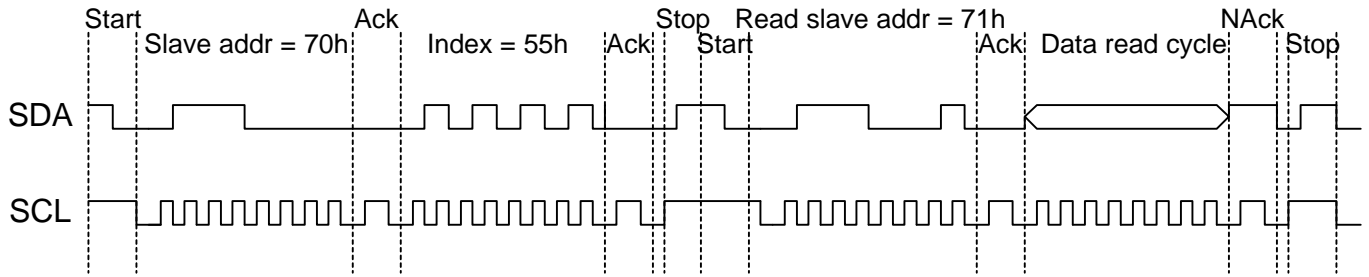 Start Ack Stop Read slave addr = 71h NAck
Slave addr = 70h Index = 55h Ack Start Ack Data read cycle Stop
SDA
SCL